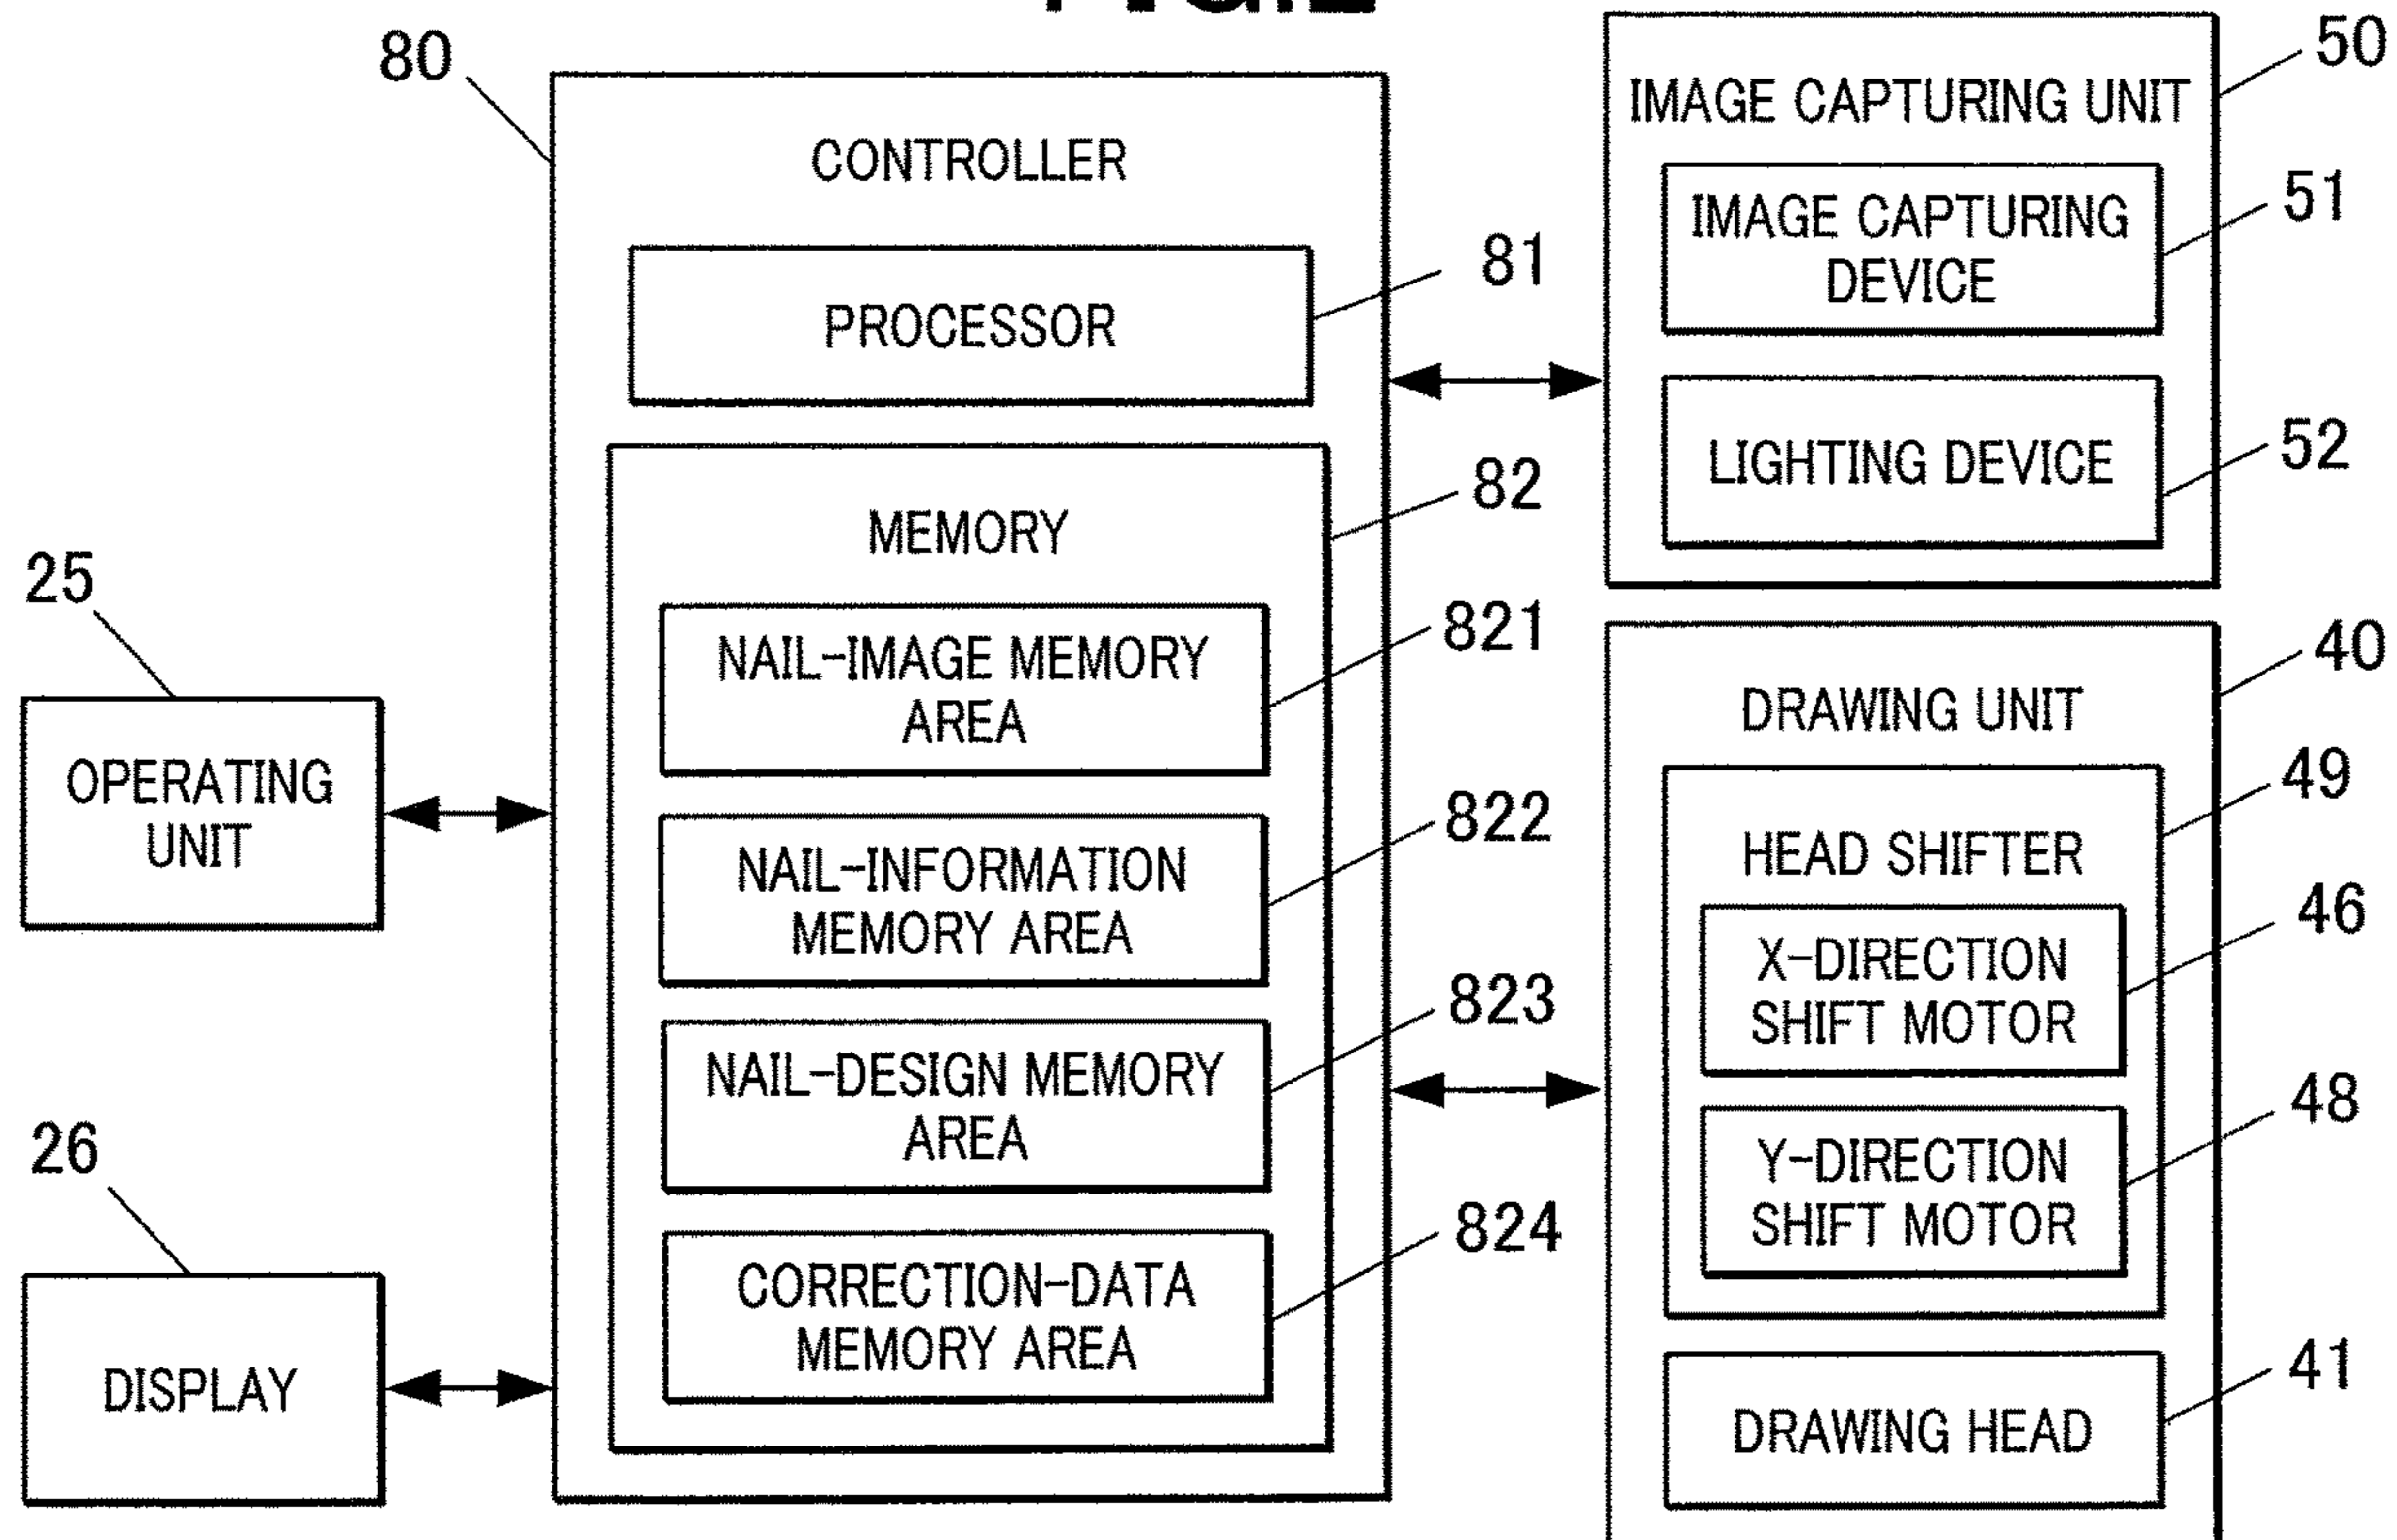 80
CONTROLLER
81
PROCESSOR
82
MEMORY
821
NAIL-IMAGE MEMORY
AREA
822
NAIL-INFORMATION
MEMORY AREA
823
NAIL-DESIGN MEMORY
AREA
824
CORRECTION-DATA
MEMORY AREA
25
OPERATING
UNIT
26
DISPLAY
50
IMAGE CAPTURING UNIT
51
IMAGE CAPTURING
DEVICE
52
LIGHTING DEVICE
40
DRAWING UNIT
49
HEAD SHIFTER
46
X-DIRECTION
SHIFT MOTOR
48
Y-DIRECTION
SHIFT MOTOR
41
DRAWING HEAD